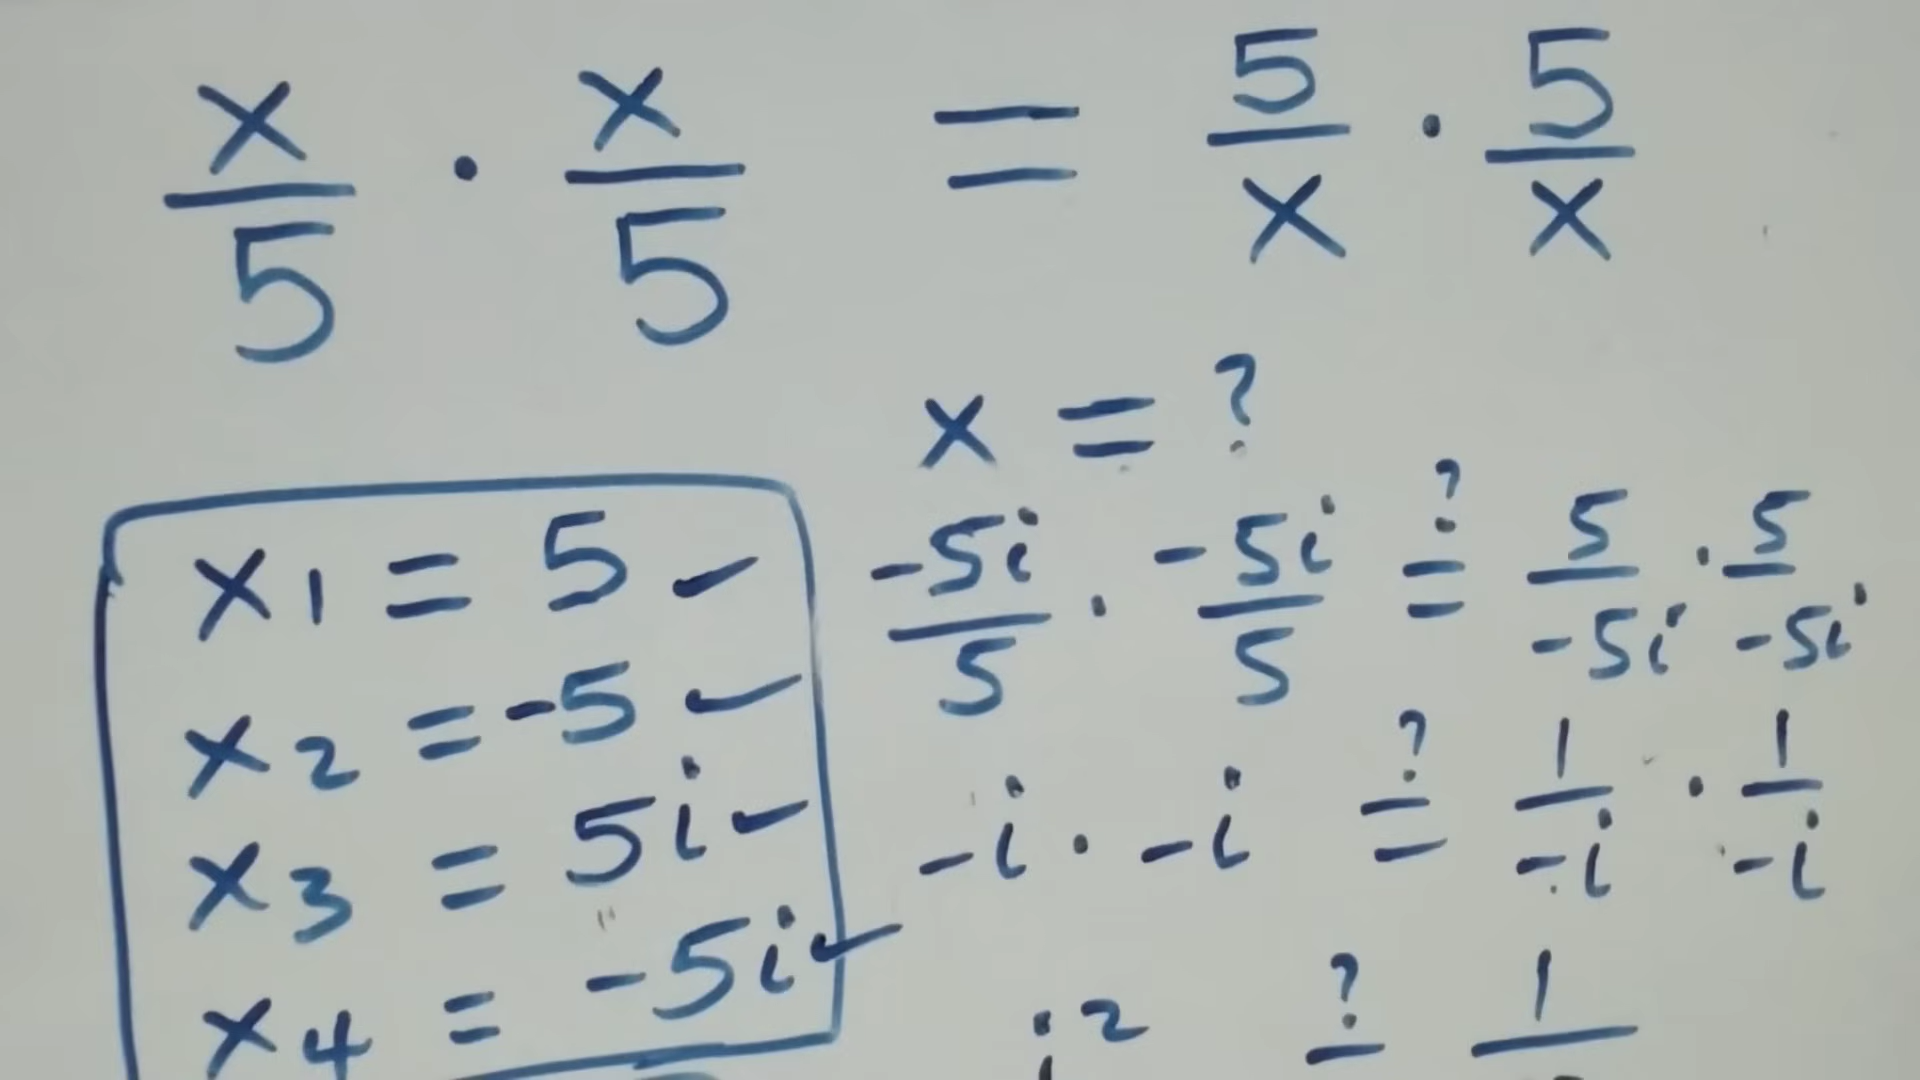 x/5 · x/5 = 5/x · 5/x
x = ?
x1 = 5 ✓
x2 = -5 ✓
x3 = 5i ✓
x4 = -5i ✓
-5i/5 · -5i/5 ?= 5/-5i · 5/-5i
-i · -i ?= 1/-i · 1/-i
i² ?= 1